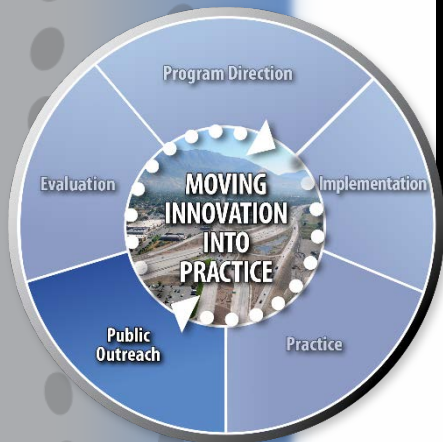 Program Direction
Evaluation
MOVING
INNOVATION
INTO
PRACTICE
Implementation
Public
Outreach
Practice